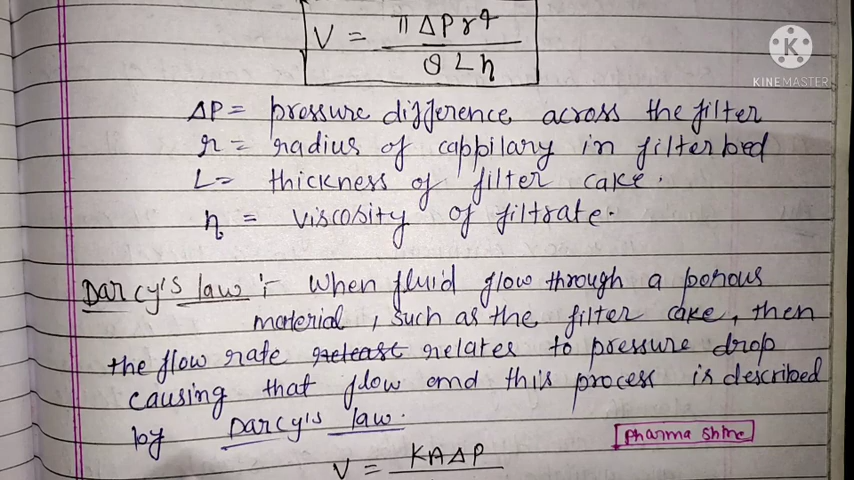 V = πΔPr4
8Lη
K
KINEMASTER
ΔP = pressure difference across the filter
r = radius of cappilary in filter bed
L = thickness of filter cake.
η = viscosity of filtrate.
Darcy's law :- When fluid flow through a porous
material, such as the filter cake, then
the flow rate releast relates to pressure drop
causing that flow and this process is described
by Darcy's law.
pharma shine
V = KAΔP